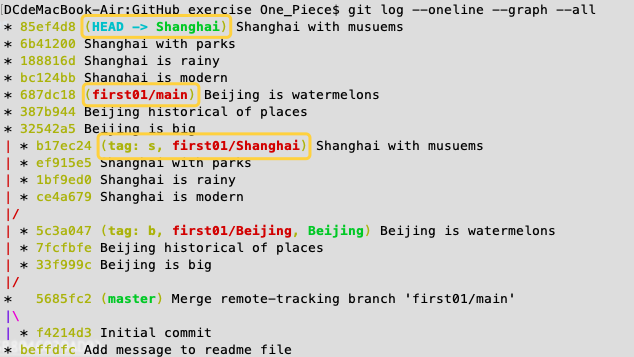 DCdeMacBook-Air:GitHub exercise One_Piece$ git log --oneline --graph --all
* 85ef4d8 (HEAD -> Shanghai) Shanghai with musuems
* 6b41200 Shanghai with parks
* 188816d Shanghai is rainy
* bc124bb Shanghai is modern
* 687dc18 (first01/main) Beijing is watermelons
* 387b944 Beijing historical of places
* 32542a5 Beijing is big
| * b17ec24 (tag: s, first01/Shanghai) Shanghai with musuems
| * ef915e5 Shanghai with parks
| * 1bf9ed0 Shanghai is rainy
| * ce4a679 Shanghai is modern
|/
| * 5c3a047 (tag: b, first01/Beijing, Beijing) Beijing is watermelons
| * 7fcfbfe Beijing historical of places
| * 33f999c Beijing is big
|/
*   5685fc2 (master) Merge remote-tracking branch 'first01/main'
|\
| * f4214d3 Initial commit
* beffdfc Add message to readme file